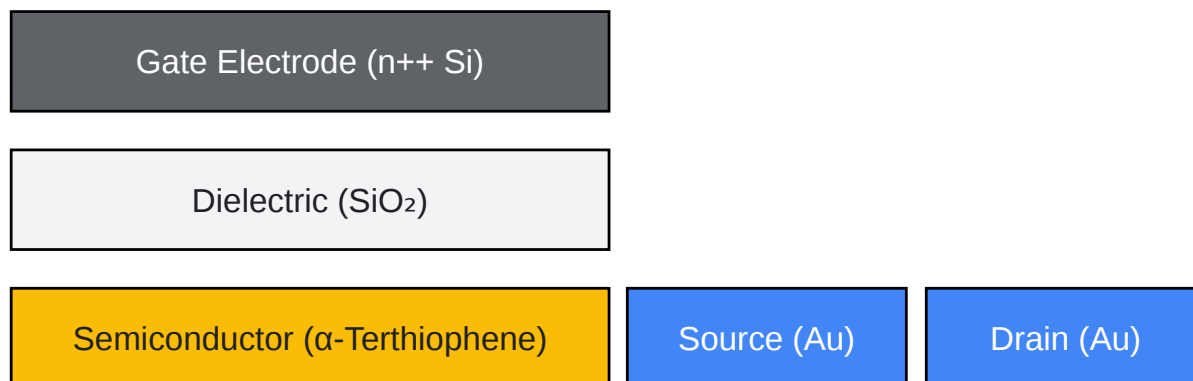 Gate Electrode (n++ Si)
Dielectric (SiO₂)
Semiconductor (α-Terthiophene)
Source (Au)
Drain (Au)